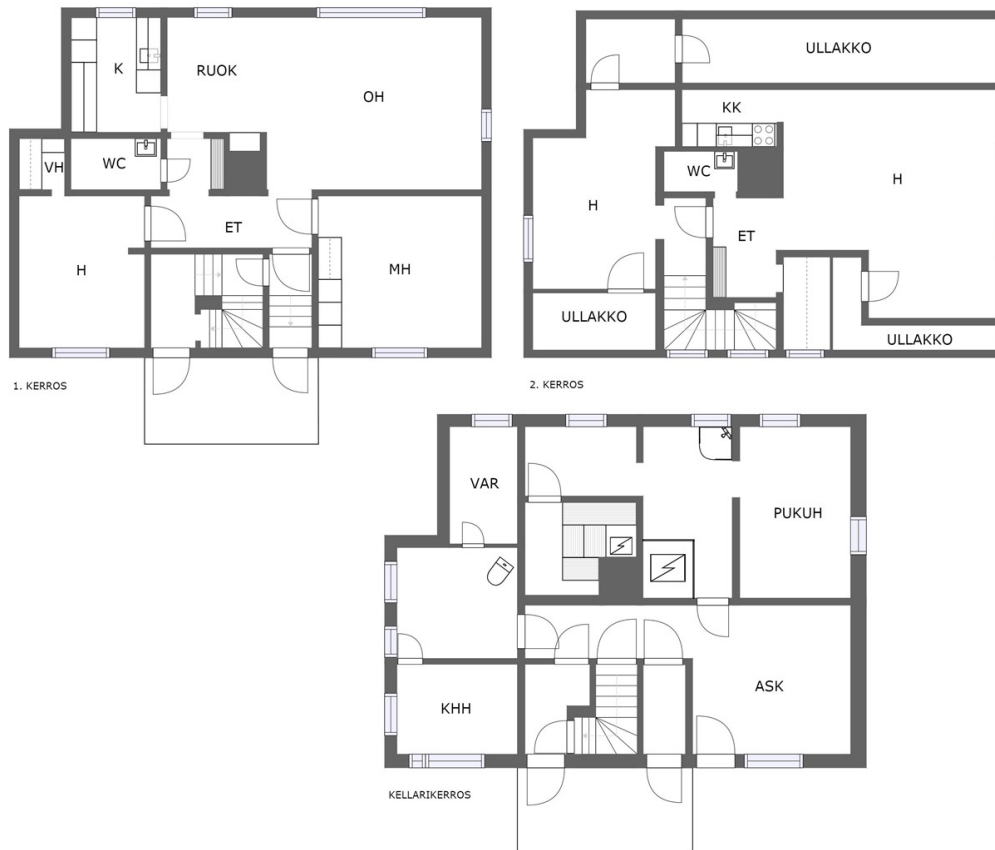 K
RUOK
OH
VH
WC
ET
H
MH
1. KERROS
ULLAKKO
KK
WC
H
H
ET
ULLAKKO
ULLAKKO
2. KERROS
VAR
PUKUH
KHH
ASK
KELLARIKERROS